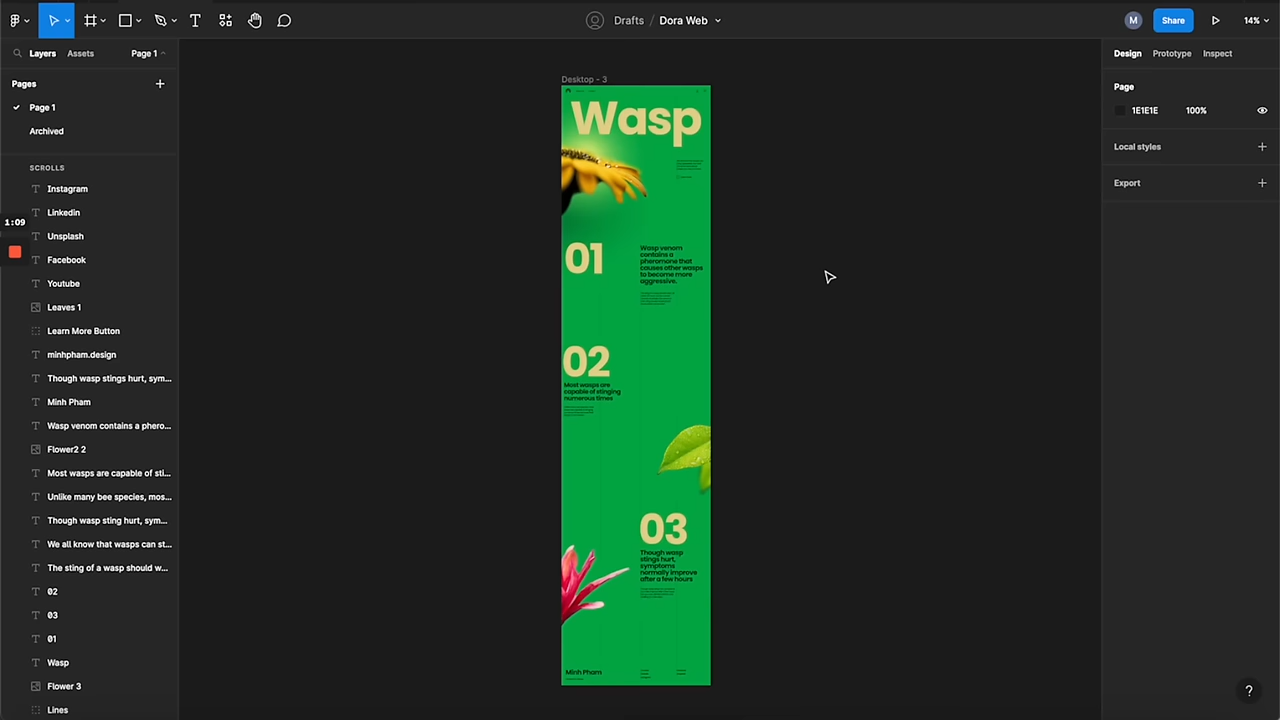 Drafts / Dora Web
M
Share
14%
Layers
Assets
Page 1
Pages
Page 1
Archived
SCROLLS
Instagram
Linkedin
Unsplash
Facebook
Youtube
Leaves 1
Learn More Button
minhpham.design
Though wasp stings hurt, sym...
Minh Pham
Wasp venom contains a phero...
Flower2 2
Most wasps are capable of sti...
Unlike many bee species, mos...
Though wasp sting hurt, sym...
We all know that wasps can st...
The sting of a wasp should w...
02
03
01
Wasp
Flower 3
Lines
1:09
Desktop - 3
Wasp
01
Wasp venom
contains a
pheromone that
causes other wasps
to become more
aggressive.
02
Most wasps are
capable of stinging
numerous times
03
Though wasp
stings hurt,
symptoms
normally improve
after a few hours
Minh Pham
Design
Prototype
Inspect
Page
1E1E1E
100%
Local styles
Export
?